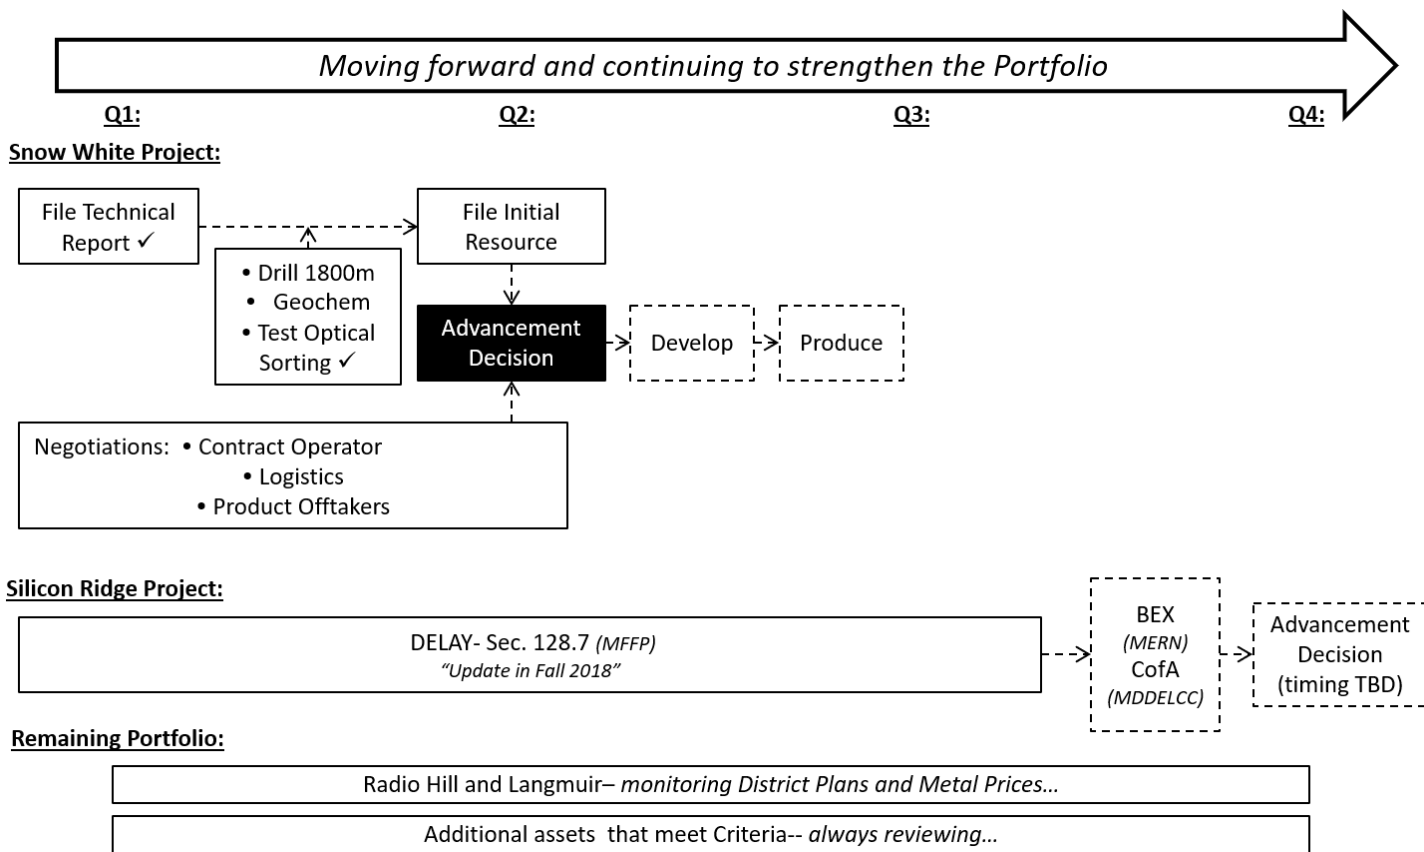 Moving forward and continuing to strengthen the Portfolio
Q1: Q2: Q3: Q4:
Snow White Project:
File Technical
Report ✓
File Initial
Resource
• Drill 1800m
• Geochem
• Test Optical
Sorting ✓
Advancement
Decision
Develop
Produce
Negotiations: • Contract Operator
• Logistics
• Product Offtakers
Silicon Ridge Project:
DELAY- Sec. 128.7 (MFFP)
“Update in Fall 2018”
BEX
(MERN)
CofA
(MDDELCC)
Advancement
Decision
(timing TBD)
Remaining Portfolio:
Radio Hill and Langmuir– monitoring District Plans and Metal Prices…
Additional assets that meet Criteria-- always reviewing…